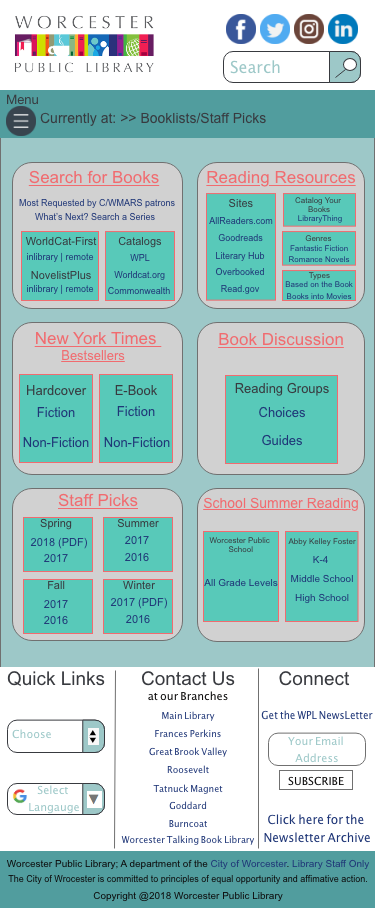 WORCESTER
PUBLIC LIBRARY
Search
Menu
Currently at: >> Booklists/Staff Picks
Search for Books
Most Requested by C/WMARS patrons
What's Next? Search a Series
WorldCat-First
inlibrary | remote
NovelistPlus
inlibrary | remote
Catalogs
WPL
Worldcat.org
Commonwealth
Reading Resources
Sites
AllReaders.com
Goodreads
Literary Hub
Overbooked
Read.gov
Catalog Your
Books
LibraryThing
Genres
Fantastic Fiction
Romance Novels
Types
Based on the Book
Books into Movies
New York Times
Bestsellers
Hardcover
Fiction
Non-Fiction
E-Book
Fiction
Non-Fiction
Book Discussion
Reading Groups
Choices
Guides
Staff Picks
Spring
2018 (PDF)
2017
Summer
2017
2016
Fall
2017
2016
Winter
2017 (PDF)
2016
School Summer Reading
Worcester Public
School
All Grade Levels
Abby Kelley Foster
K-4
Middle School
High School
Quick Links
Choose
Select
Langauge
Contact Us
at our Branches
Main Library
Frances Perkins
Great Brook Valley
Roosevelt
Tatnuck Magnet
Goddard
Burncoat
Worcester Talking Book Library
Connect
Get the WPL NewsLetter
Your Email
Address
SUBSCRIBE
Click here for the
Newsletter Archive
Worcester Public Library; A department of the City of Worcester. Library Staff Only
The City of Wrocester is committed to principles of equal opportunity and affirmative action.
Copyright @2018 Worcester Public Library